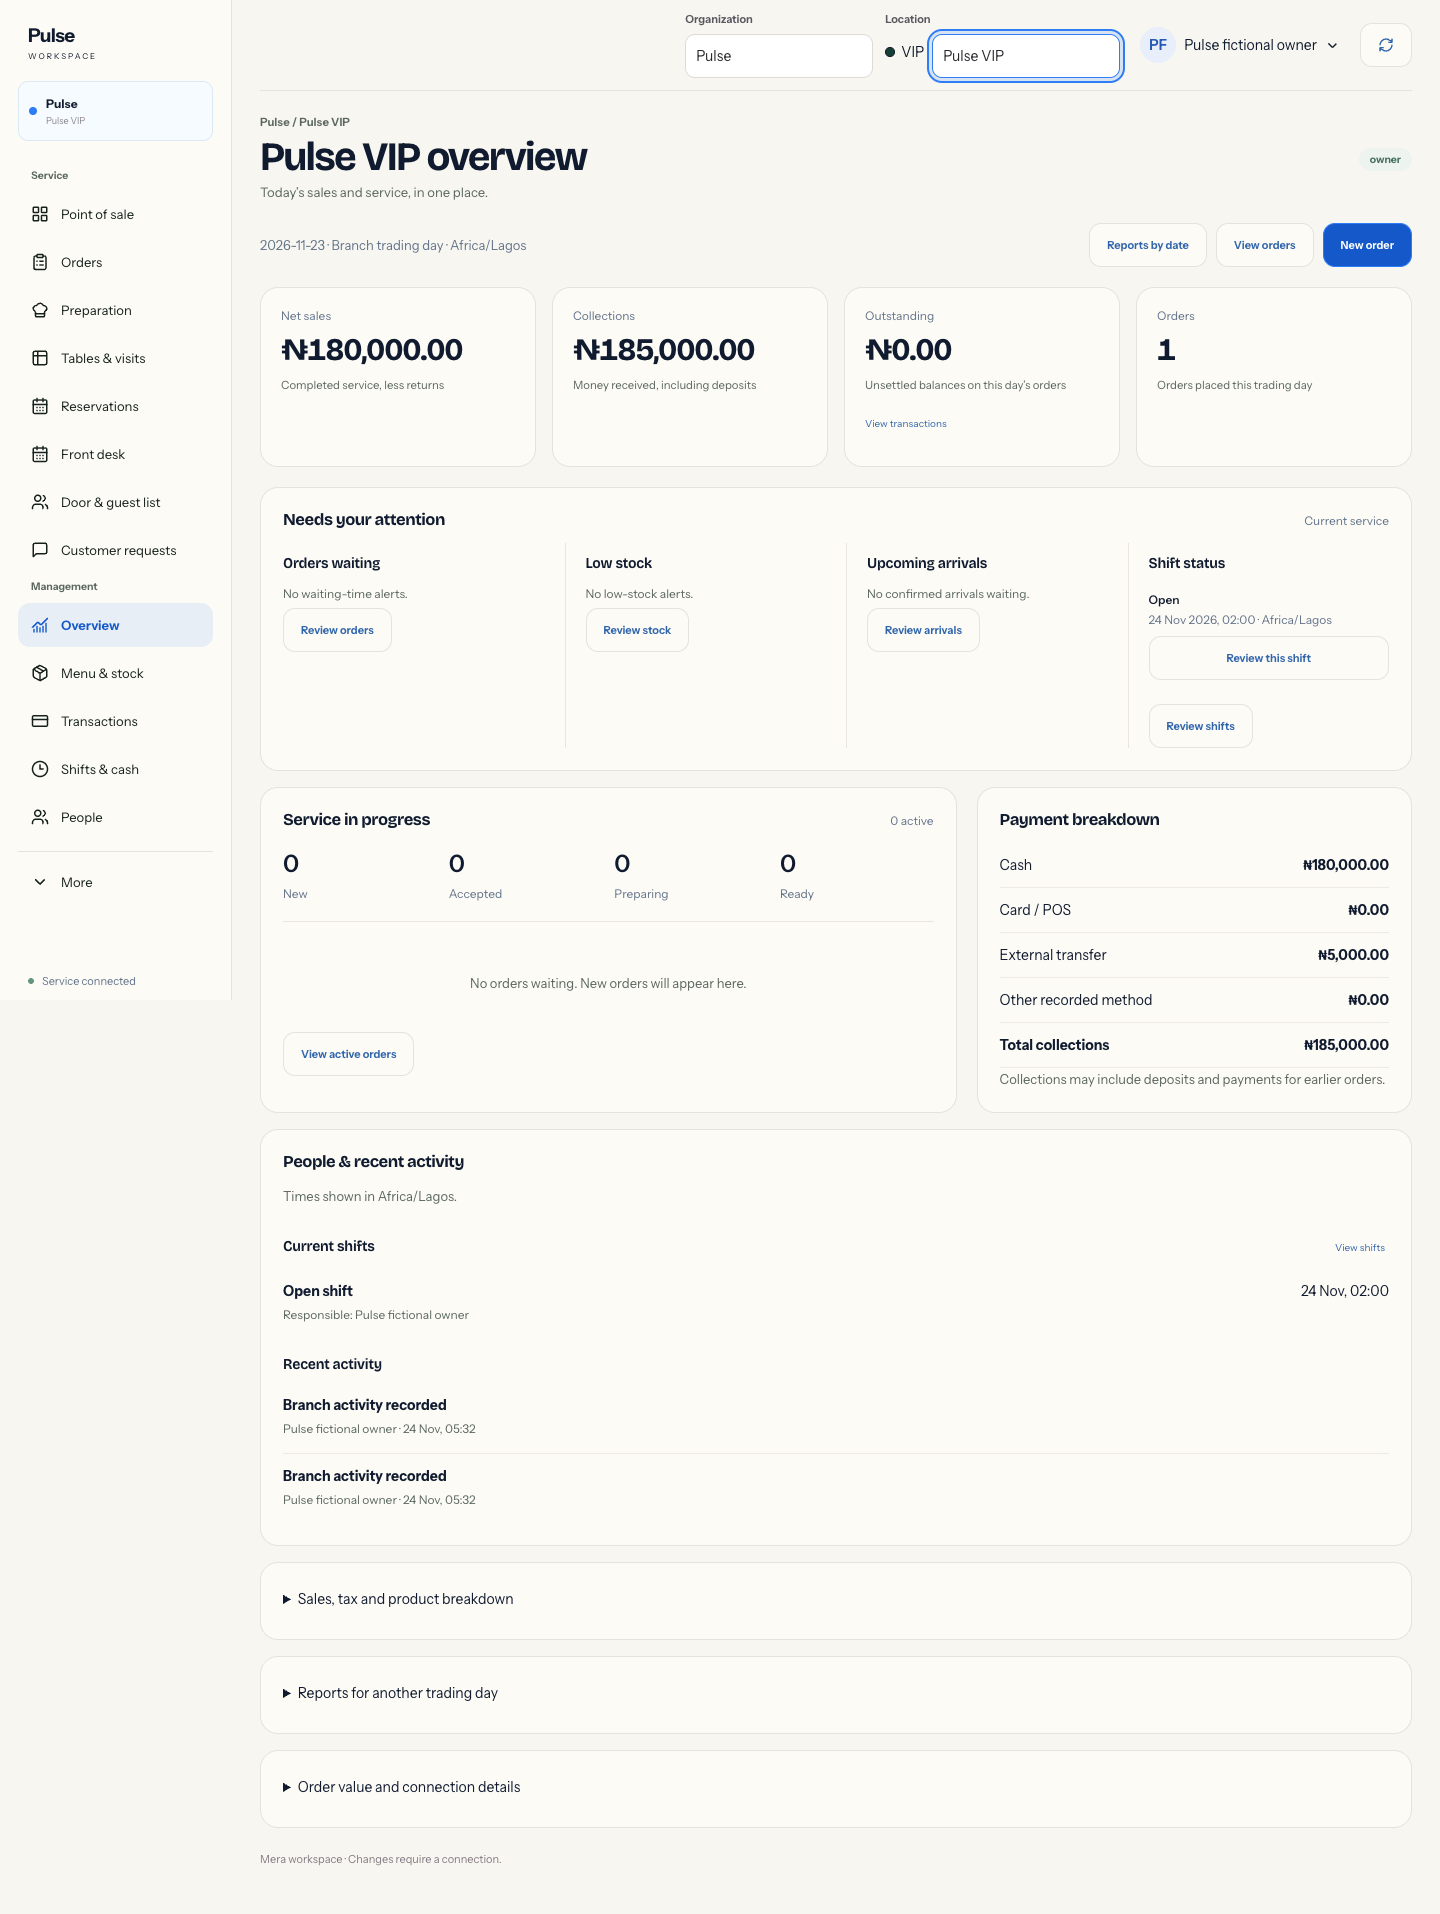 Pulse
WORKSPACE
Pulse
Pulse VIP
Service
Point of sale
Orders
Preparation
Tables & visits
Reservations
Front desk
Door & guest list
Customer requests
Management
Overview
Menu & stock
Transactions
Shifts & cash
People
More
Service connected
Organization
Pulse
Location
VIP
Pulse VIP
PF
Pulse fictional owner
Pulse / Pulse VIP
Pulse VIP overview
owner
Today's sales and service, in one place.
2026-11-23 · Branch trading day · Africa/Lagos
Reports by date
View orders
New order
Net sales
₦180,000.00
Completed service, less returns
Collections
₦185,000.00
Money received, including deposits
Outstanding
₦0.00
Unsettled balances on this day's orders
View transactions
Orders
1
Orders placed this trading day
Needs your attention
Current service
Orders waiting
No waiting-time alerts.
Review orders
Low stock
No low-stock alerts.
Review stock
Upcoming arrivals
No confirmed arrivals waiting.
Review arrivals
Shift status
Open
24 Nov 2026, 02:00 · Africa/Lagos
Review this shift
Review shifts
Service in progress
0 active
0
New
0
Accepted
0
Preparing
0
Ready
No orders waiting. New orders will appear here.
View active orders
Payment breakdown
Cash ₦180,000.00
Card / POS ₦0.00
External transfer ₦5,000.00
Other recorded method ₦0.00
Total collections ₦185,000.00
Collections may include deposits and payments for earlier orders.
People & recent activity
Times shown in Africa/Lagos.
Current shifts
View shifts
Open shift
24 Nov, 02:00
Responsible: Pulse fictional owner
Recent activity
Branch activity recorded
Pulse fictional owner · 24 Nov, 05:32
Branch activity recorded
Pulse fictional owner · 24 Nov, 05:32
Sales, tax and product breakdown
Reports for another trading day
Order value and connection details
Mera workspace · Changes require a connection.